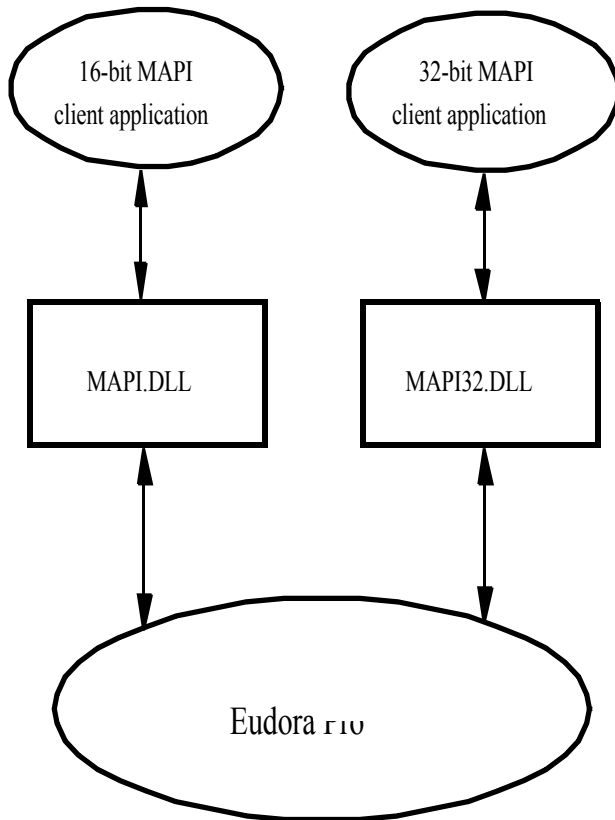 16-bit MAPI
client application
32-bit MAPI
client application
MAPI.DLL
MAPI32.DLL
Eudora